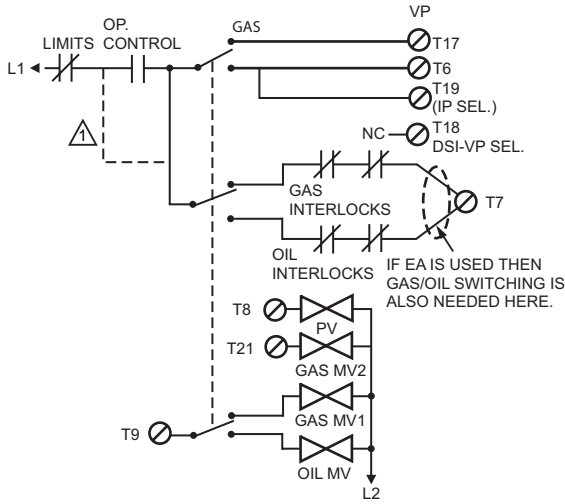 VP
OP.
GAS
LIMITS CONTROL
L1
T17
T6
T19
(IP SEL.)
1
NC
T18
DSI-VP SEL.
GAS
INTERLOCKS
T7
OIL
INTERLOCKS
IF EA IS USED THEN
GAS/OIL SWITCHING IS
ALSO NEEDED HERE.
T8
PV
T21
GAS MV2
GAS MV1
T9
OIL MV
L2